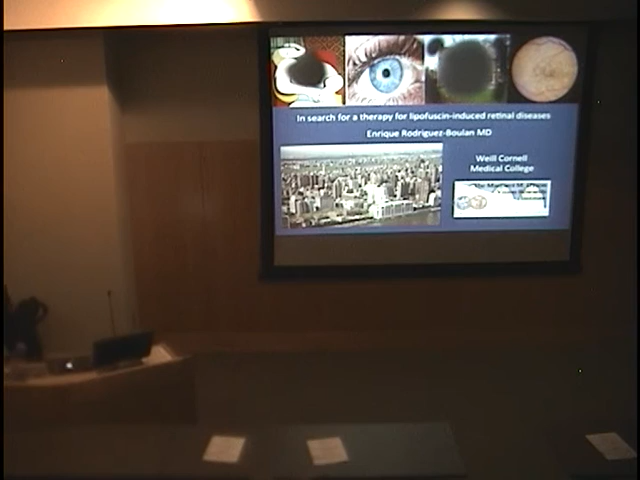 In search for a therapy for lipofuscin-induced retinal diseases
Enrique Rodriguez-Boulan MD
Weill Cornell
Medical College